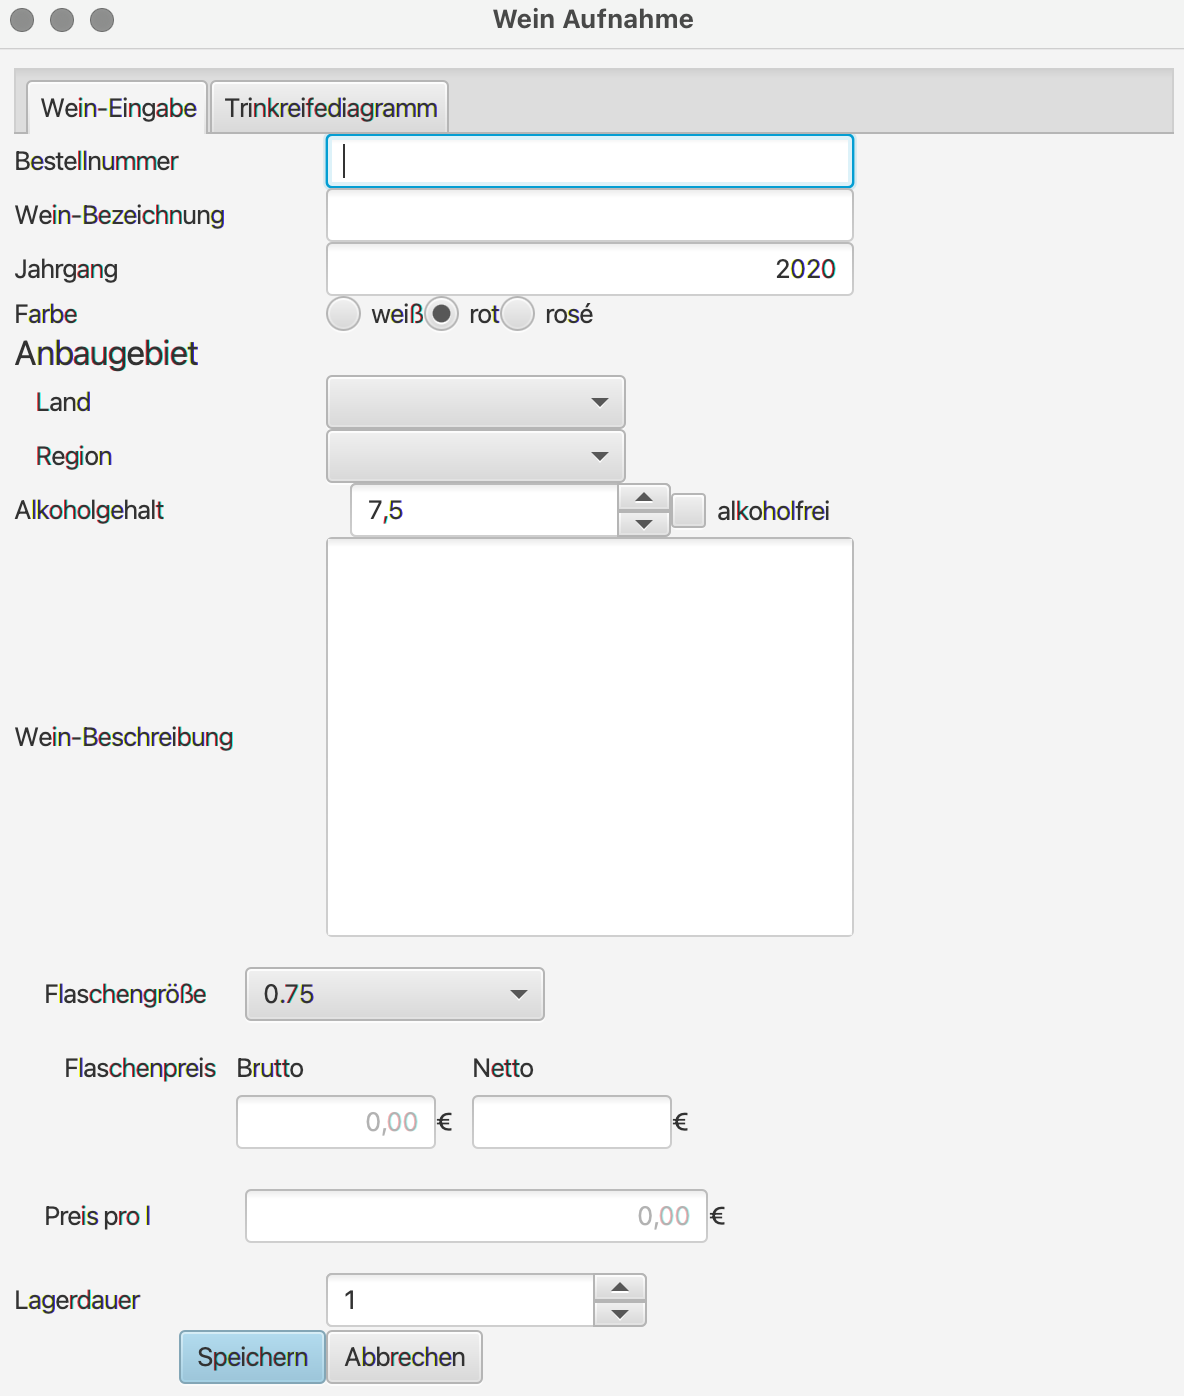 Wein Aufnahme
Wein-Eingabe Trinkreifediagramm
Bestellnummer
Wein-Bezeichnung
Jahrgang 2020
Farbe weiß rot rosé
Anbaugebiet
Land
Region
Alkoholgehalt 7,5 alkoholfrei
Wein-Beschreibung
Flaschengröße 0.75
Flaschenpreis Brutto Netto
0,00 € €
Preis pro l 0,00 €
Lagerdauer 1
Speichern Abbrechen